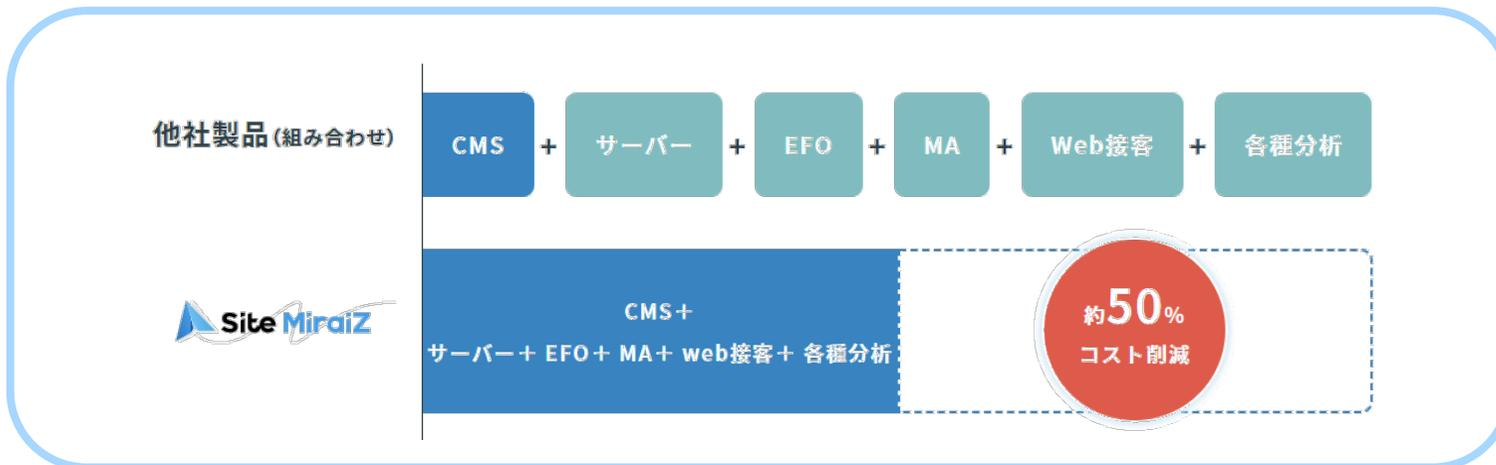 他社製品(組み合わせ)
CMS + サーバー + EFO + MA + Web接客 + 各種分析
Site MiraiZ
CMS+
サーバー+ EFO+ MA+ web接客+ 各種分析
約50%
コスト削減